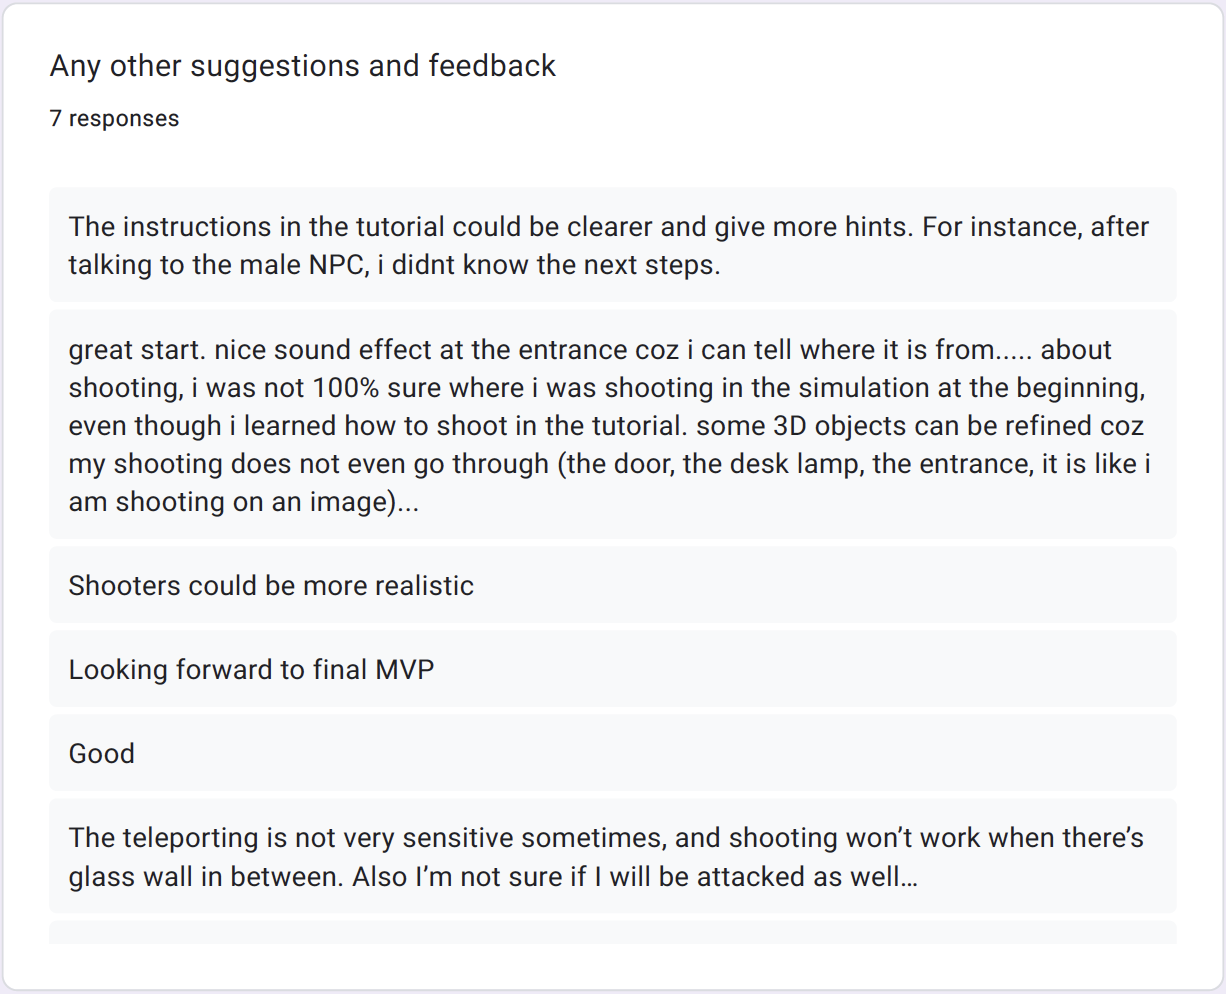 Any other suggestions and feedback
7 responses
The instructions in the tutorial could be clearer and give more hints. For instance, after
talking to the male NPC, i didnt know the next steps.
great start. nice sound effect at the entrance coz i can tell where it is from..... about
shooting, i was not 100% sure where i was shooting in the simulation at the beginning,
even though i learned how to shoot in the tutorial. some 3D objects can be refined coz
my shooting does not even go through (the door, the desk lamp, the entrance, it is like i
am shooting on an image)...
Shooters could be more realistic
Looking forward to final MVP
Good
The teleporting is not very sensitive sometimes, and shooting won’t work when there’s
glass wall in between. Also I’m not sure if I will be attacked as well…